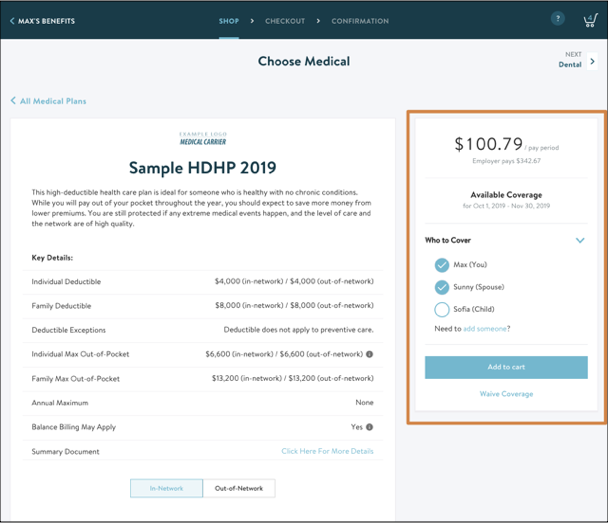 MAX'S BENEFITS
SHOP
CHECKOUT
CONFIRMATION
?
4
Choose Medical
NEXT
Dental
All Medical Plans
EXAMPLE LOGO
MEDICAL CARRIER
Sample HDHP 2019
This high-deductible health care plan is ideal for someone who is healthy with no chronic conditions.
While you will pay out of your pocket throughout the year, you should expect to save more money from
lower premiums. You are still protected if any extreme medical events happen, and the level of care and
the network are of high quality.
Key Details:
Individual Deductible $4,000 (in-network) / $4,000 (out-of-network)
Family Deductible $8,000 (in-network) / $8,000 (out-of-network)
Deductible Exceptions Deductible does not apply to preventive care.
Individual Max Out-of-Pocket $6,600 (in-network) / $6,600 (out-of-network)
Family Max Out-of-Pocket $13,200 (in-network) / $13,200 (out-of-network)
Annual Maximum None
Balance Billing May Apply Yes
Summary Document Click Here For More Details
In-Network Out-of-Network
$100.79 / pay period
Employer pays $342.67
Available Coverage
for Oct 1, 2019 - Nov 30, 2019
Who to Cover
Max (You)
Sunny (Spouse)
Sofia (Child)
Need to add someone?
Add to cart
Waive Coverage